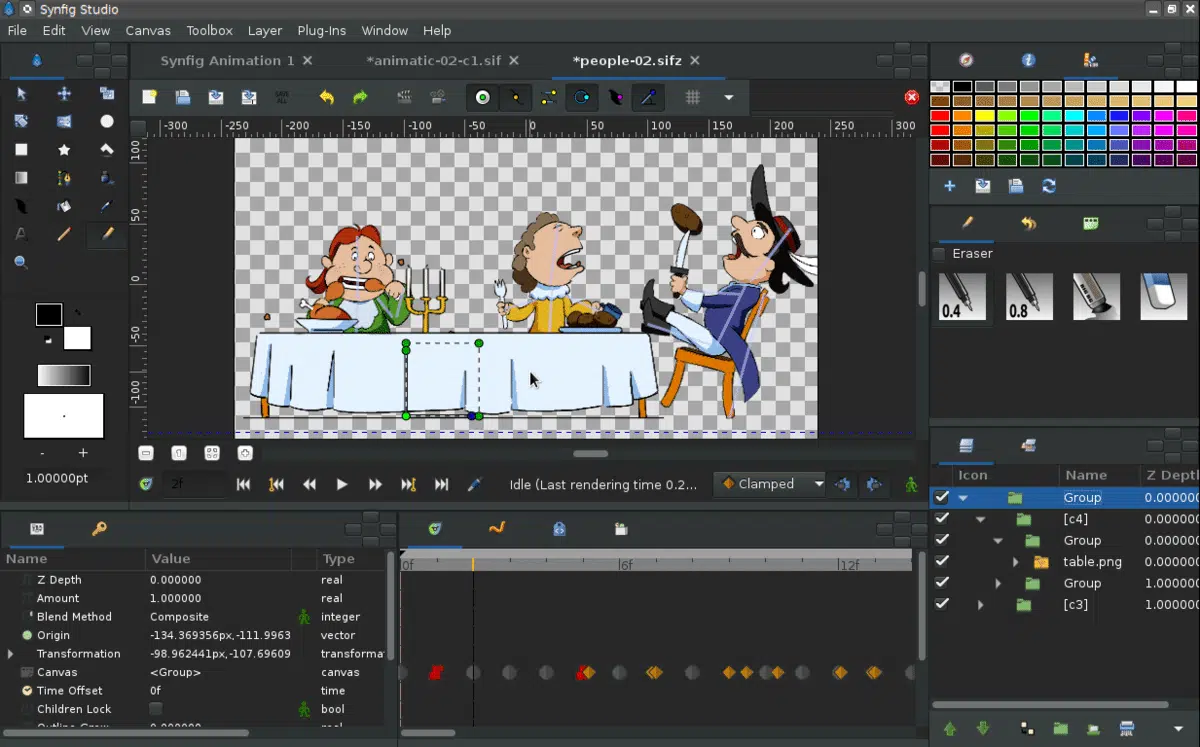 Synfig Studio
File Edit View Canvas Toolbox Layer Plug-Ins Window Help
Synfig Animation 1 *animatic-02-c1.sif *people-02.sifz
SAVE ALL
-300 -250 -200 -150 -100 -50 0 50 100 150 200 250 300
100
50
0
-50
-100
Eraser
0.4 0.8
- +
1.00000pt
2f
Idle (Last rendering time 0.2...
Clamped
Icon Name Z Depth
Group 0.000000
[c4] 0.000000
Group 0.000000
table.png 0.000000
Group 1.000000
[c3] 1.000000
Name Value Type
Z Depth 0.000000 real
Amount 1.000000 real
Blend Method Composite integer
Origin -134.369356px,-111.9963 vector
Transformation -98.962441px,-107.69609 transforma
Canvas <Group> canvas
Time Offset 0f time
Children Lock bool
0f 6f 12f